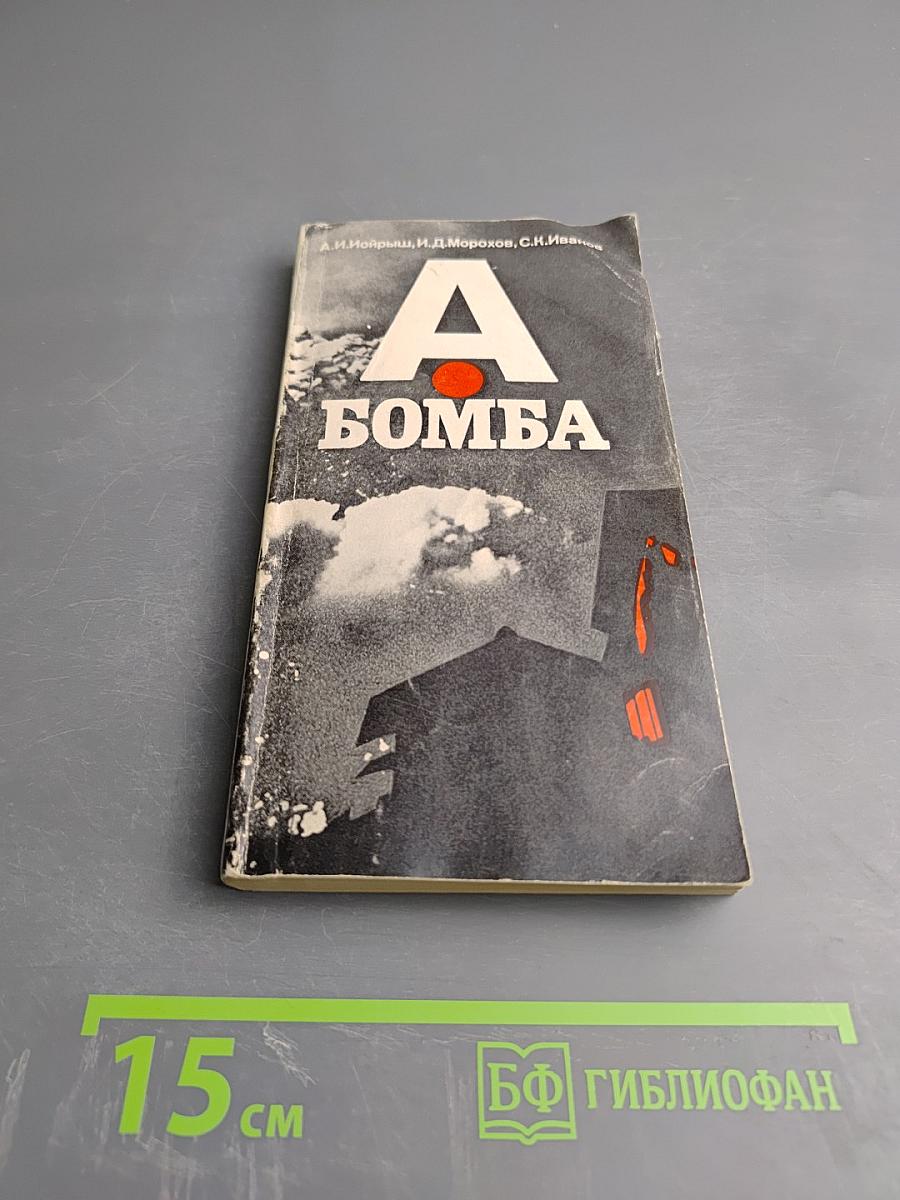 А.И.Иойрыш, И.Д.Морохов, С.К.Иванов
А
БОМБА
15 см
БФ ГИБЛИОФАН